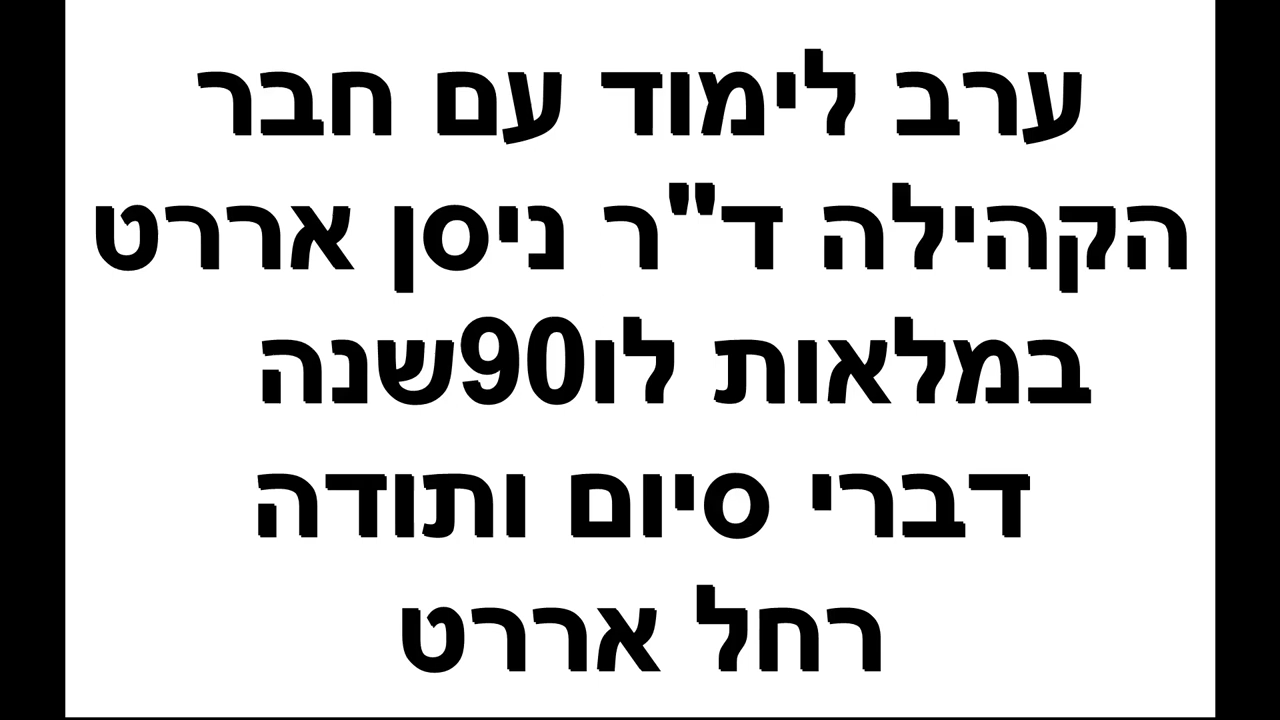 ערב לימוד עם חבר
הקהילה ד"ר ניסן אררט
במלאות לו90שנה
דברי סיום ותודה
רחל אררט